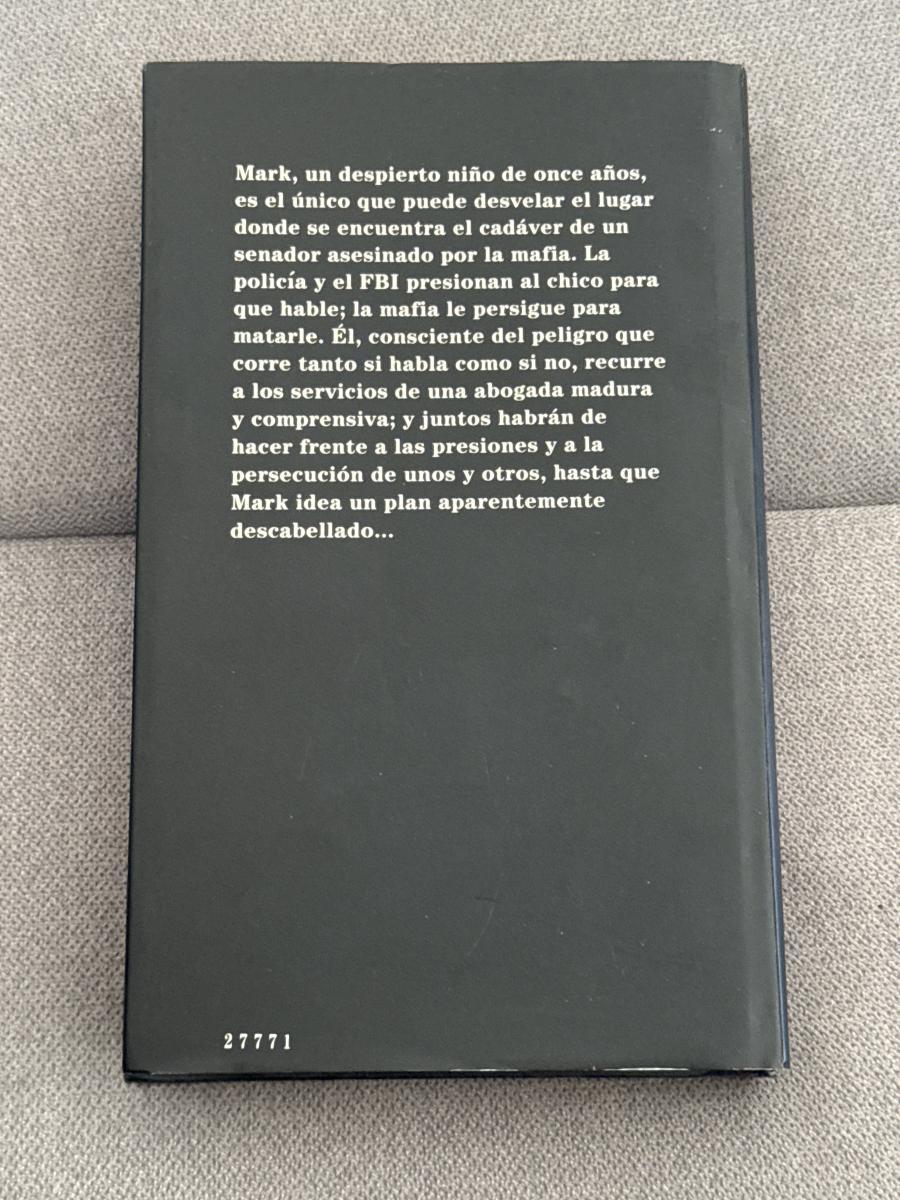 Mark, un despierto niño de once años,
es el único que puede desvelar el lugar
donde se encuentra el cadáver de un
senador asesinado por la mafia. La
policía y el FBI presionan al chico para
que hable; la mafia le persigue para
matarle. Él, consciente del peligro que
corre tanto si habla como si no, recurre
a los servicios de una abogada madura
y comprensiva; y juntos habrán de
hacer frente a las presiones y a la
persecución de unos y otros, hasta que
Mark idea un plan aparentemente
descabellado...
27771